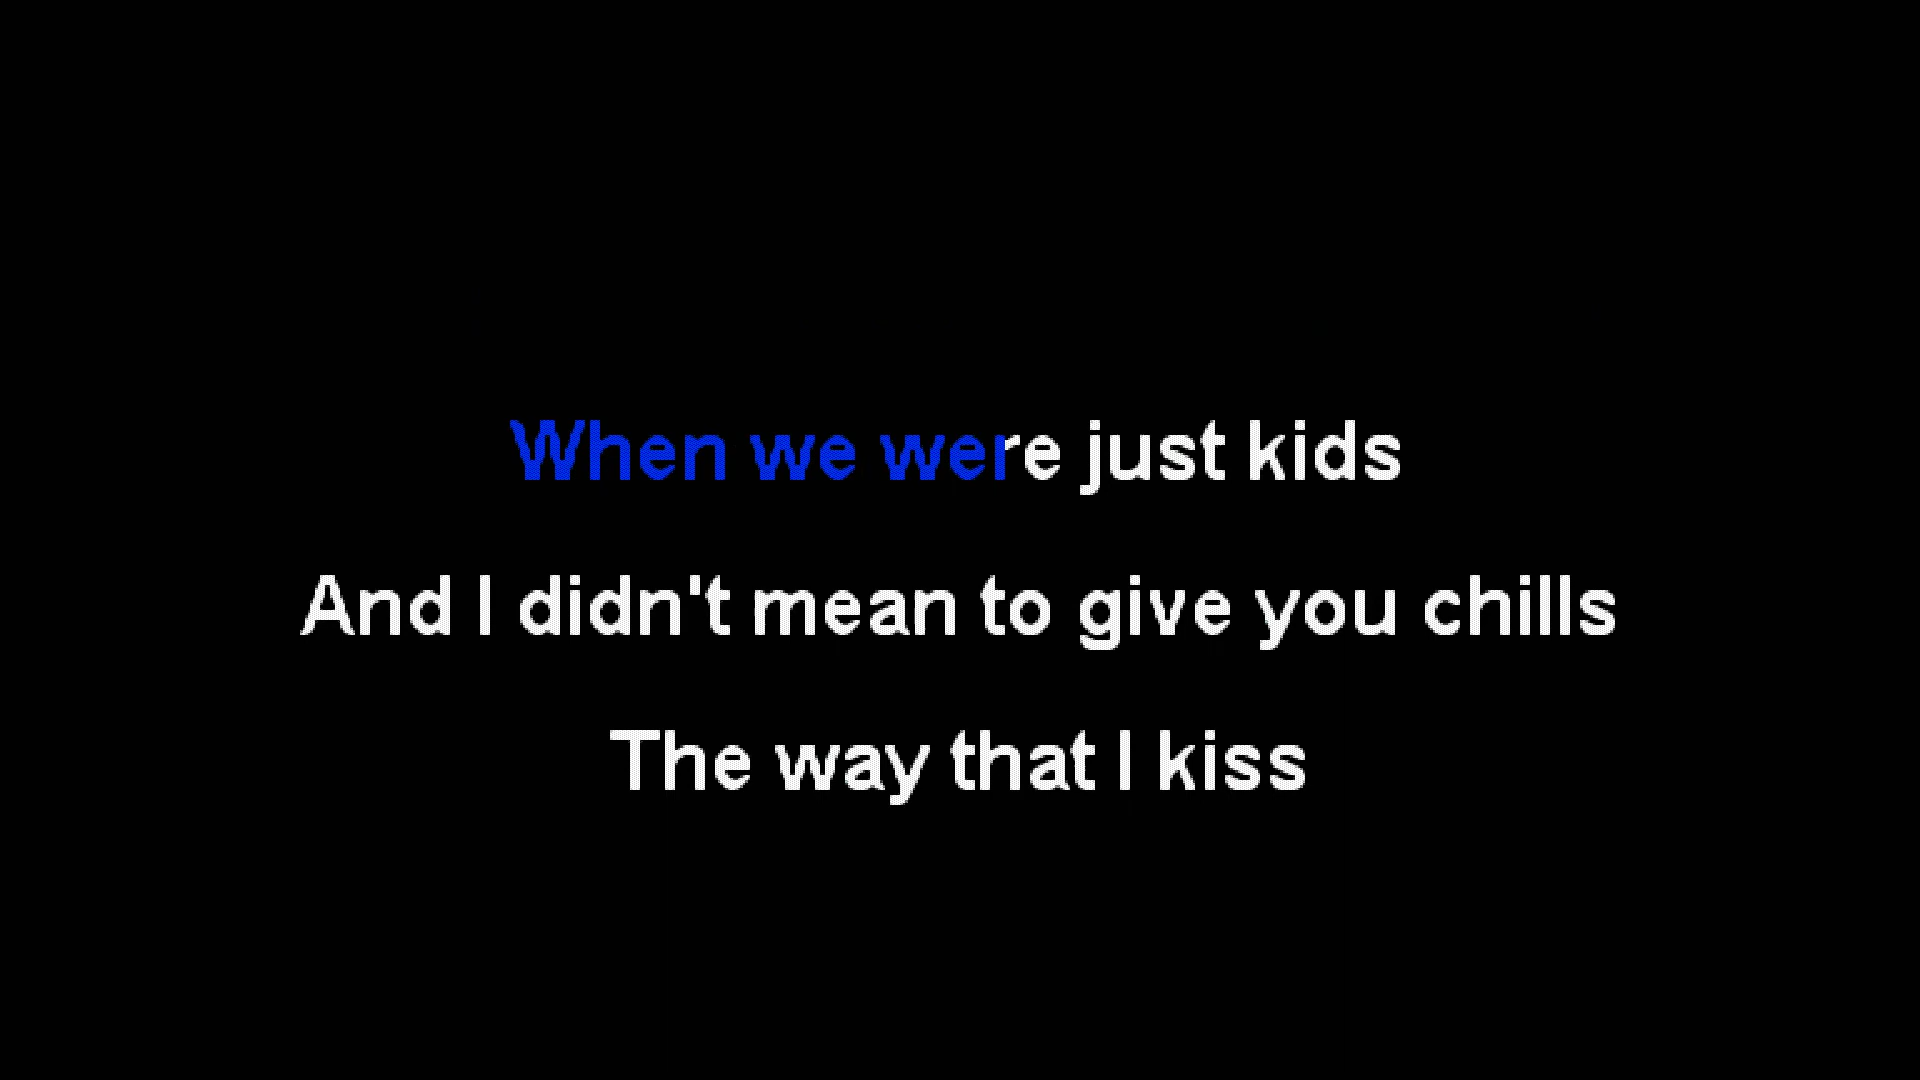 When we were just kids
And I didn't mean to give you chills
The way that I kiss